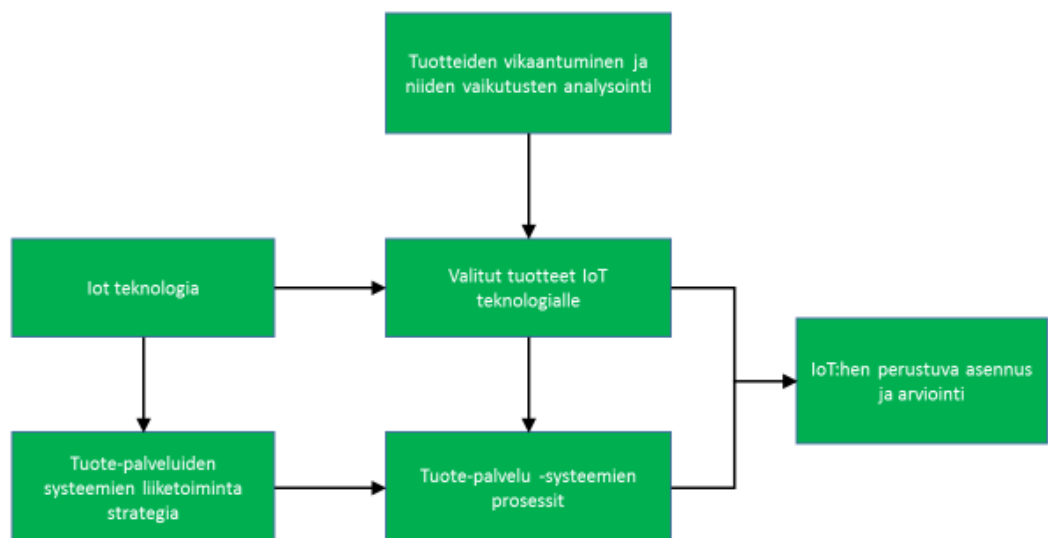 Tuotteiden vikaantuminen ja
niiden vaikutusten analysointi
Iot teknologia
Valitut tuotteet IoT
teknologialle
IoT:hen perustuva asennus
ja arviointi
Tuote-palveluiden
systeemien liiketoiminta
strategia
Tuote-palvelu -systeemien
prosessit